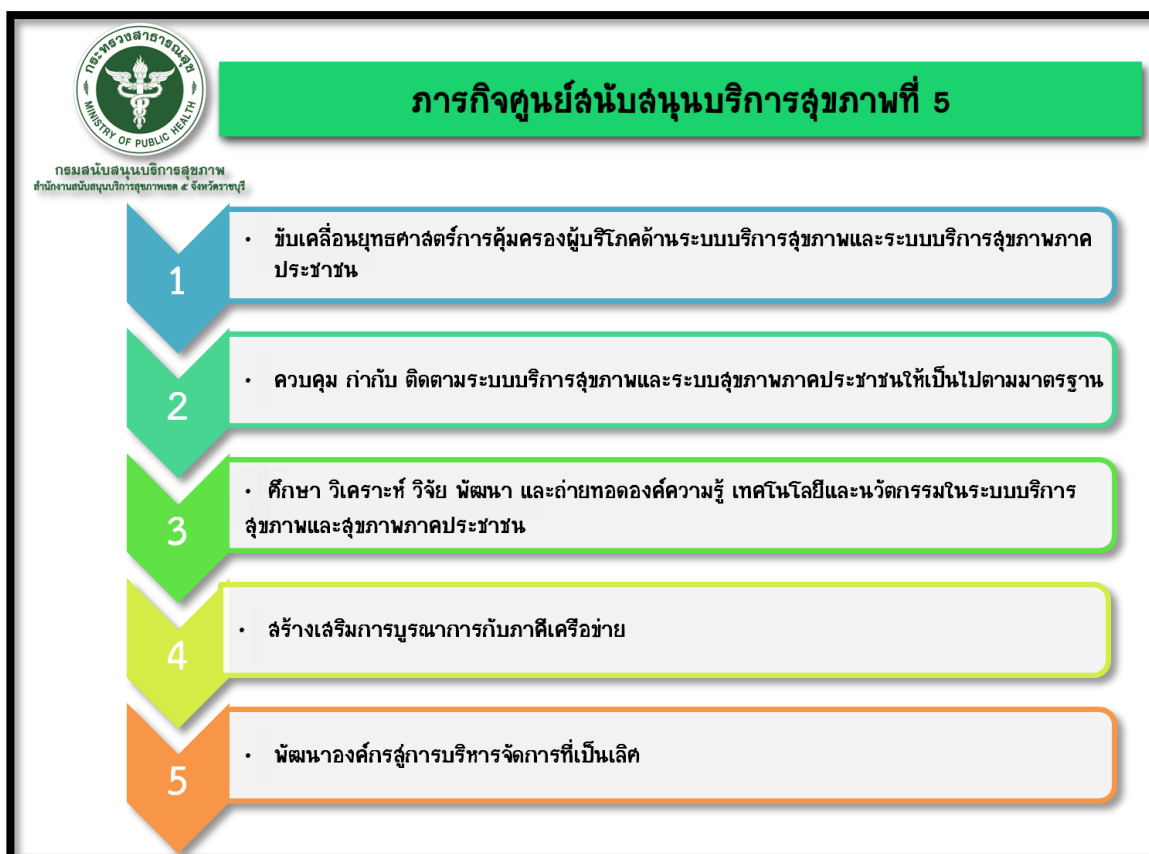 กระทรวงสาธารณสุข
MINISTRY OF PUBLIC HEALTH
กรมสนับสนุนบริการสุขภาพ
สำนักงานสนับสนุนบริการสุขภาพเขต ๕ จังหวัดราชบุรี
ภารกิจศูนย์สนับสนุนบริการสุขภาพที่ 5
1
• ขับเคลื่อนยุทธศาสตร์การคุ้มครองผู้บริโภคด้านระบบบริการสุขภาพและระบบบริการสุขภาพภาค
ประชาชน
2
• ควบคุม กำกับ ติดตามระบบบริการสุขภาพและระบบสุขภาพภาคประชาชนให้เป็นไปตามมาตรฐาน
3
• ศึกษา วิเคราะห์ วิจัย พัฒนา และถ่ายทอดองค์ความรู้ เทคโนโลยีและนวัตกรรมในระบบบริการ
สุขภาพและสุขภาพภาคประชาชน
4
• สร้างเสริมการบูรณาการกับภาคีเครือข่าย
5
• พัฒนาองค์กรสู่การบริหารจัดการที่เป็นเลิศ